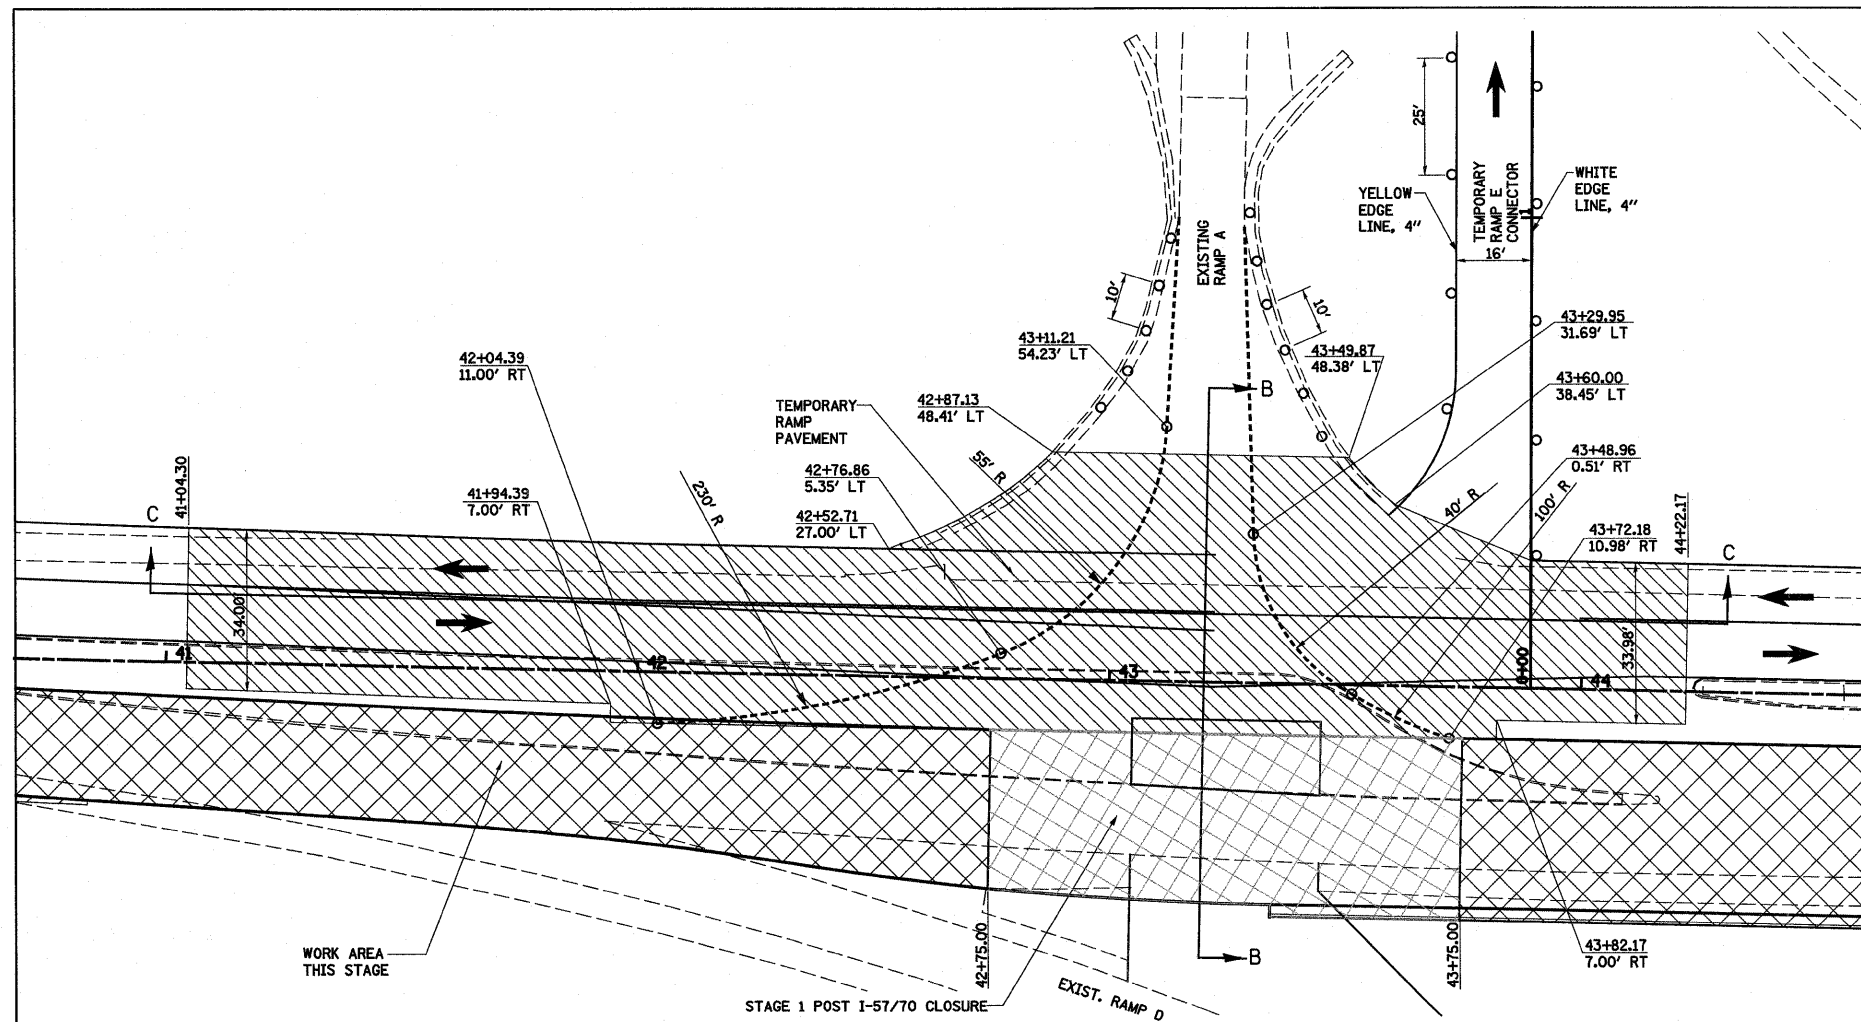 25'
YELLOW
EDGE
LINE, 4"
TEMPORARY
RAMP E
CONNECTOR
1
16'
WHITE
EDGE
LINE, 4"
EXISTING
RAMP A
10'
10'
42+04.39
11.00' RT
43+11.21
54.23' LT
43+49.87
48.38' LT
43+29.95
31.69' LT
43+60.00
38.45' LT
B
TEMPORARY
RAMP
PAVEMENT
42+87.13
48.41' LT
42+76.86
5.35' LT
55' R
43+48.96
0.51' RT
41+04.30
C
41+94.39
7.00' RT
230' R
42+52.71
27.00' LT
40' R
100' R
43+72.18
10.98' RT
44+22.17
C
34.00'
33.98'
41
42
43
0+00
44
WORK AREA
THIS STAGE
42+75.00
B
43+75.00
43+82.17
7.00' RT
STAGE 1 POST I-57/70 CLOSURE
EXIST. RAMP D